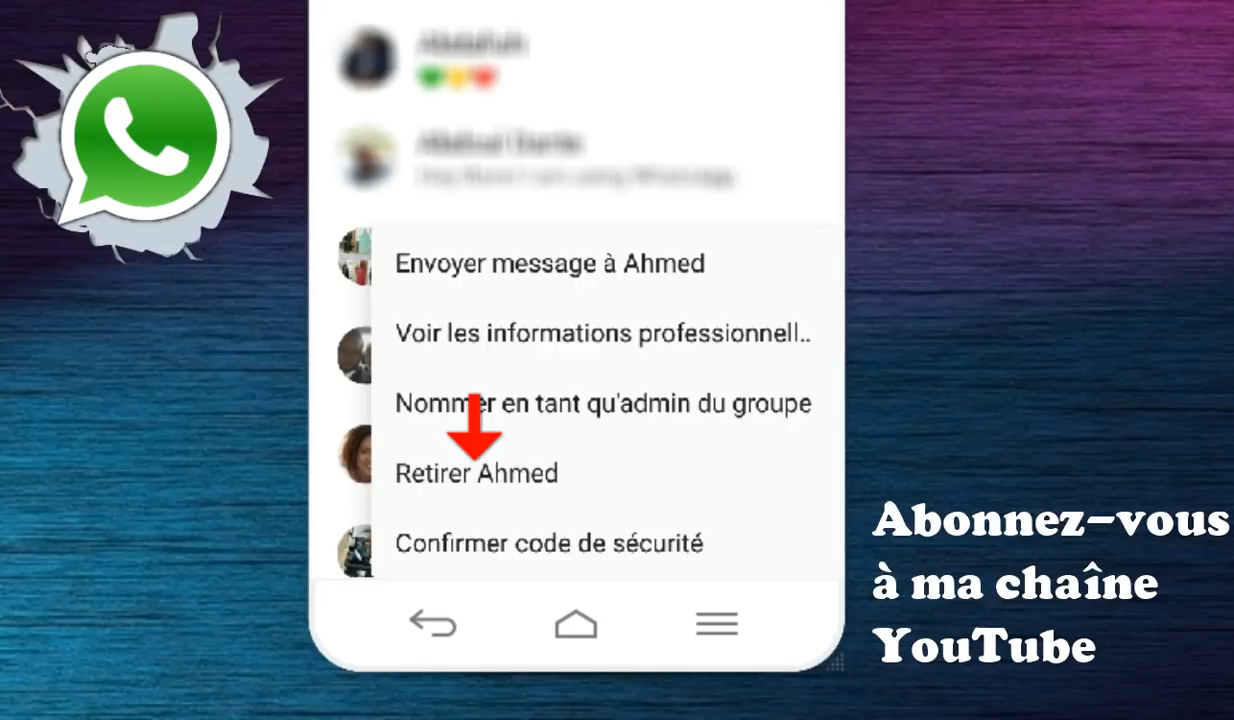 Envoyer message à Ahmed
Voir les informations professionnell..
Nommer en tant qu'admin du groupe
Retirer Ahmed
Confirmer code de sécurité
Abonnez-vous
à ma chaîne
YouTube